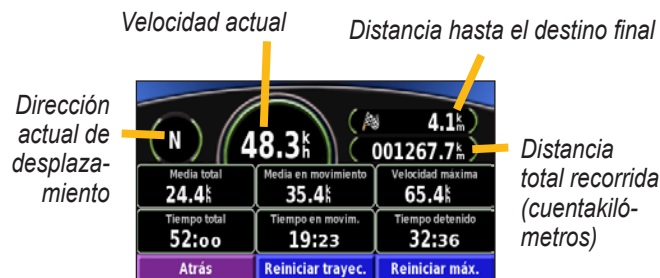 Velocidad actual
Distancia hasta el destino final
Dirección
actual de
desplaza-
miento
N
48.3 k/h
4.1 k/m
001267.7 k/m
Distancia
total recorrida
(cuentakiló-
metros)
Media total
24.4 k/h
Media en movimiento
35.4 k/h
Velocidad máxima
65.4 k/h
Tiempo total
52:00
Tiempo en movim.
19:23
Tiempo detenido
32:36
Atrás
Reiniciar trayec.
Reiniciar máx.